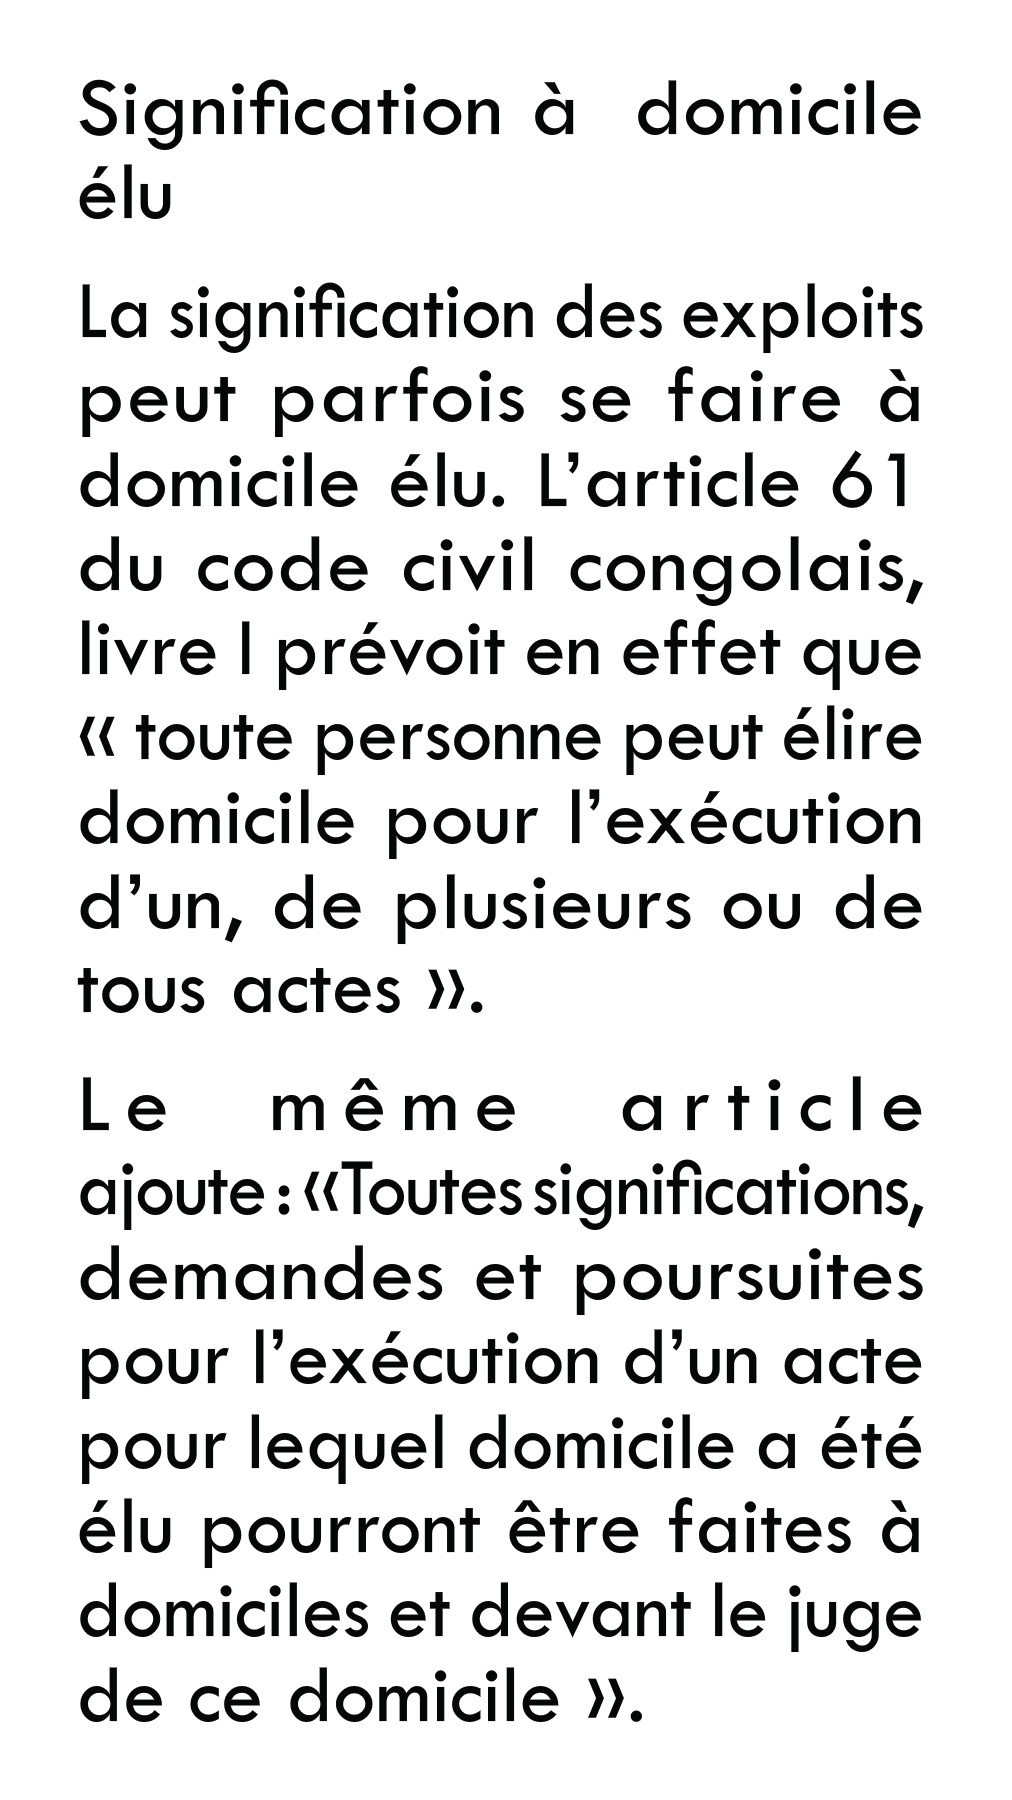 Signification à domicile
élu
La signification des exploits
peut parfois se faire à
domicile élu. L’article 61
du code civil congolais,
livre I prévoit en effet que
« toute personne peut élire
domicile pour l’exécution
d’un, de plusieurs ou de
tous actes ».
Le même article
ajoute : «Toutes significations,
demandes et poursuites
pour l’exécution d’un acte
pour lequel domicile a été
élu pourront être faites à
domiciles et devant le juge
de ce domicile ».